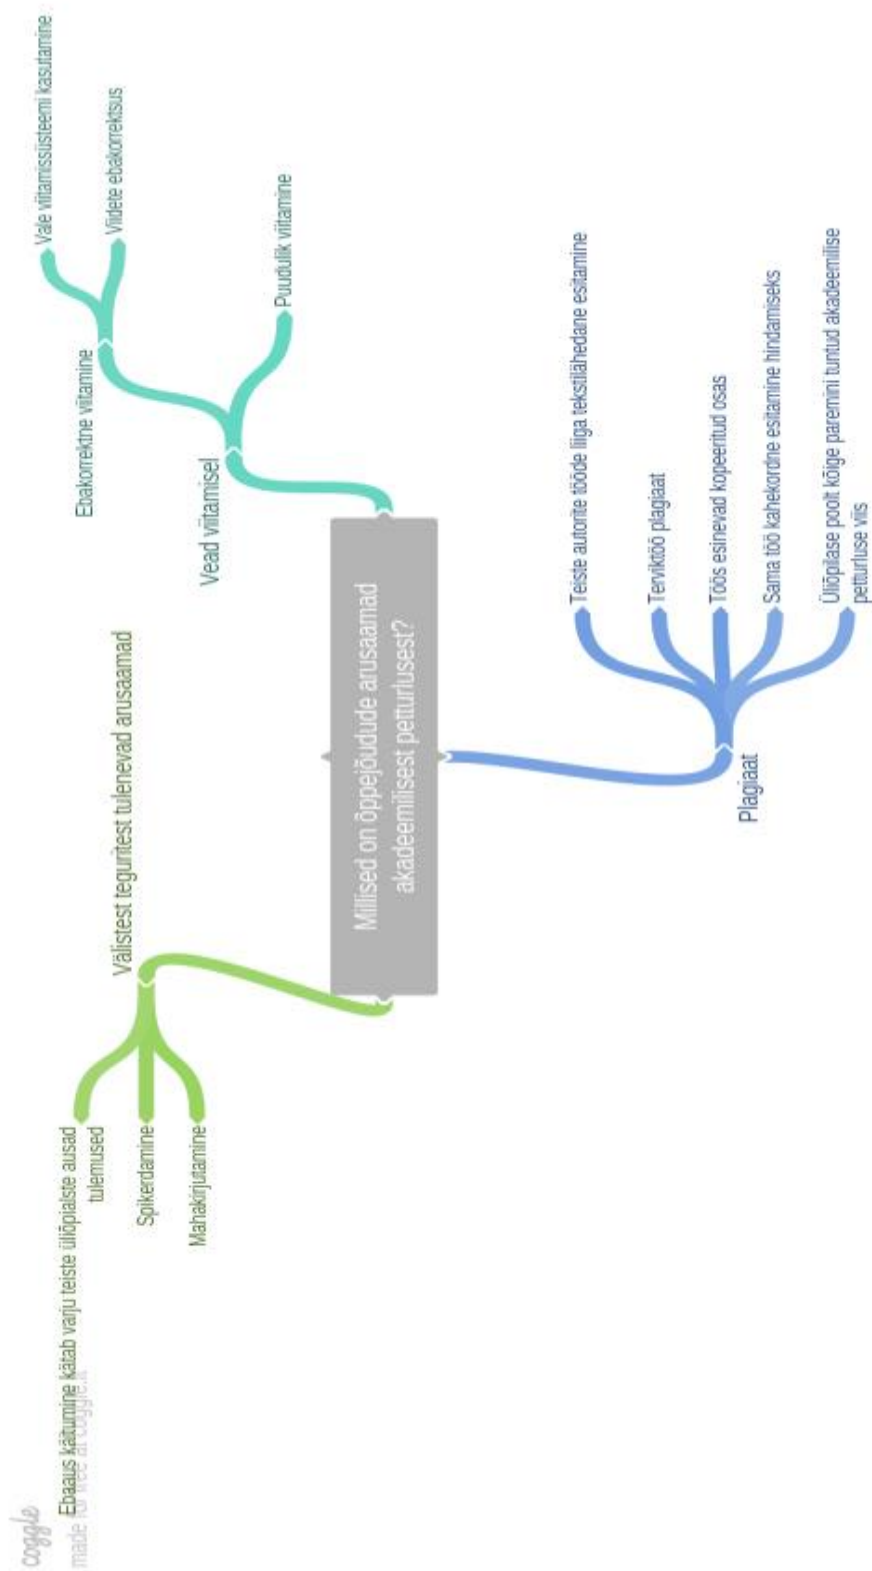 coggle
made for free at coggle.it
Ebaaus käitumine kätab varju teiste üliõpialste ausad
tulemused
Spikerdamine
Mahakirjutamine
Välistest teguritest tulenevad arusaamad
Millised on õppejõudude arusaamad
akadeemilisest petturlusest?
Vead viitamisel
Ebakorrektne viitamine
Vale viitamissüsteemi kasutamine
Viidete ebakorrektsus
Puudulik viitamine
Plagiaat
Teiste autorite tööde liiga tekstilähedane esitamine
Terviktöö plagiaat
Töös esinevad kopeeritud osas
Sama töö kahekordne esitamine hindamiseks
Üliõpilase poolt kõige paremini tuntud akadeemilise
petturluse viis